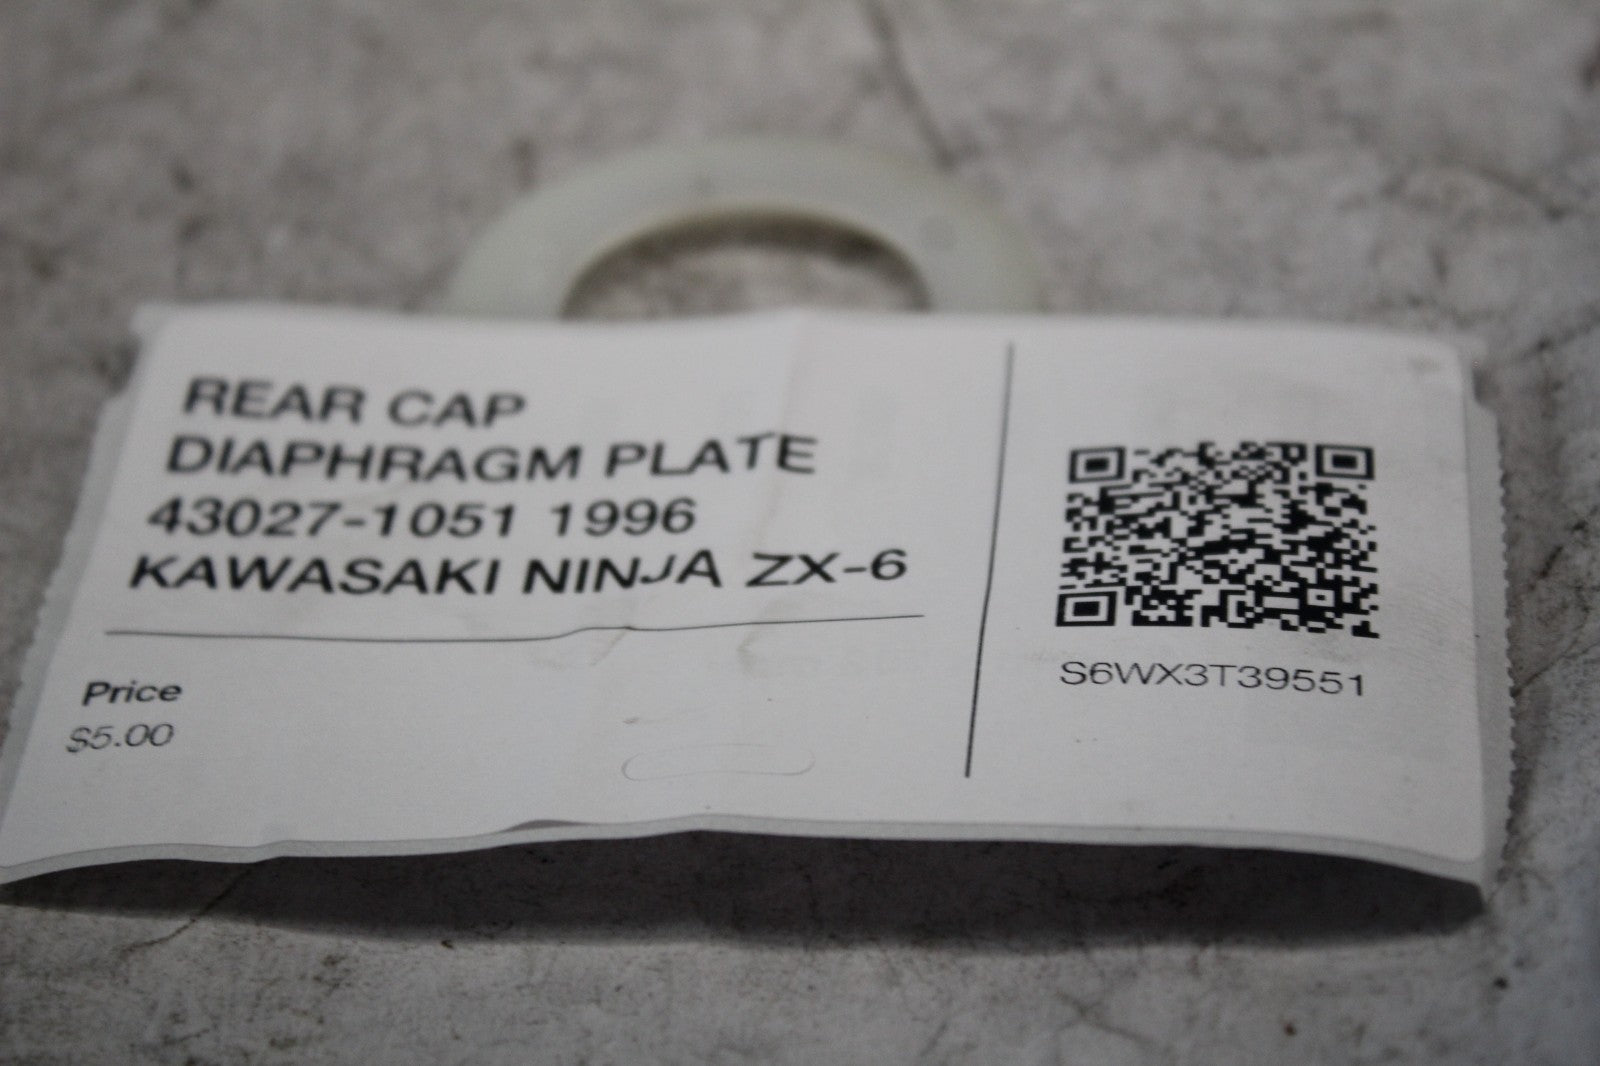 REAR CAP
DIAPHRAGM PLATE
43027-1051 1996
KAWASAKI NINJA ZX-6
Price
$5.00
S6WX3T39551